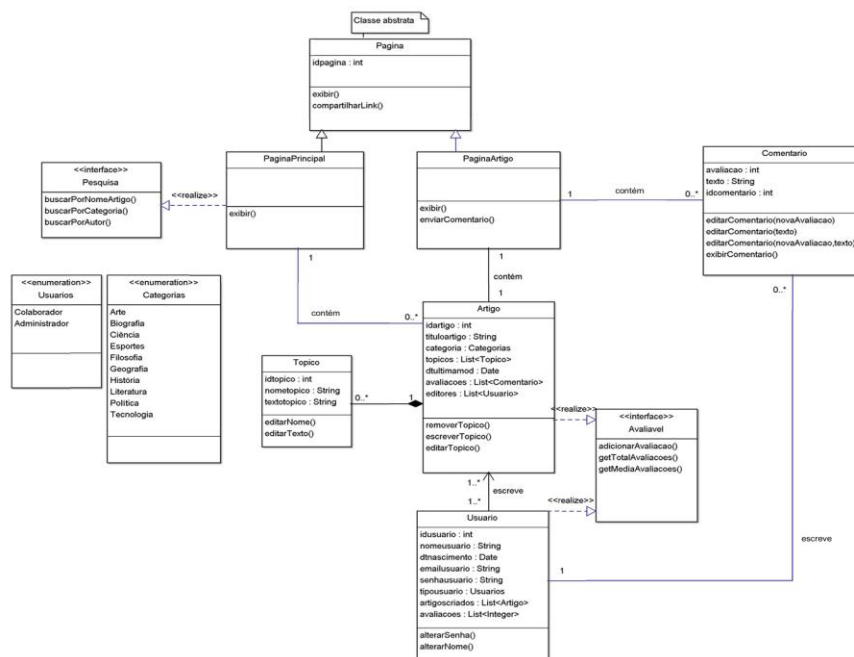 Classe abstrata
Pagina
idpagina : int
exibir()
compartilharLink()
<<interface>>
Pesquisa
buscarPorNomeArtigo()
buscarPorCategoria()
buscarPorAutor()
<<realize>>
PaginaPrincipal
exibir()
PaginaArtigo
exibir()
enviarComentario()
1
contém
0..*
Comentario
avaliacao : int
texto : String
idcomentario : int
editarComentario(novaAvaliacao)
editarComentario(texto)
editarComentario(novaAvaliacao,texto)
exibirComentario()
1
contém
0..*
1
contém
1
0..*
<<enumeration>>
Usuarios
Colaborador
Administrador
<<enumeration>>
Categorias
Arte
Biografia
Ciência
Esportes
Filosofia
Geografia
História
Literatura
Política
Tecnologia
Topico
idtopico : int
nometopico : String
textotopico : String
editarNome()
editarTexto()
0..*
1
Artigo
idartigo : int
tituloartigo : String
categoria : Categorias
topicos : List<Topico>
dtultimamod : Date
avaliacoes : List<Comentario>
editores : List<Usuario>
removerTopico()
escreverTopico()
editarTopico()
<<realize>>
<<interface>>
Avaliavel
adicionarAvaliacao()
getTotalAvaliacoes()
getMediaAvaliacoes()
1..*
escreve
1..*
<<realize>>
Usuario
idusuario : int
nomeusuario : String
dtnascimento : Date
emailusuario : String
senhausuario : String
tipousuario : Usuarios
artigoscriados : List<Artigo>
avaliacoes : List<Integer>
alterarSenha()
alterarNome()
1
escreve